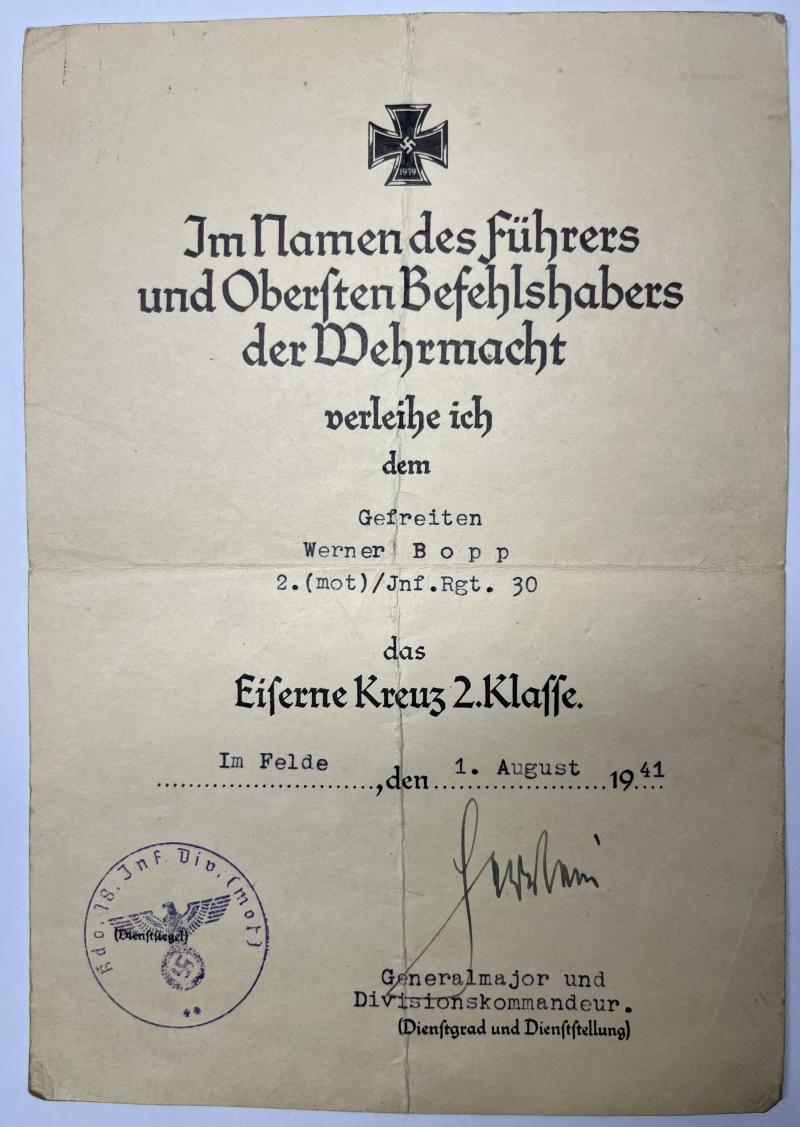 1939
Im Namen des Führers
und Oberſten Befehlshabers
der Wehrmacht
verleihe ich
dem
Gefreiten
Werner B o p p
2.(mot)/Jnf.Rgt. 30
das
Eiſerne Kreuz 2.Klaſſe.
Im Felde, den 1. August 1941
Kdo. 18. Inf. Div. (mot)
(Dienſtſiegel)
Herrlein
Generalmajor und
Divisionskommandeur.
(Dienſtgrad und Dienſtſtellung)